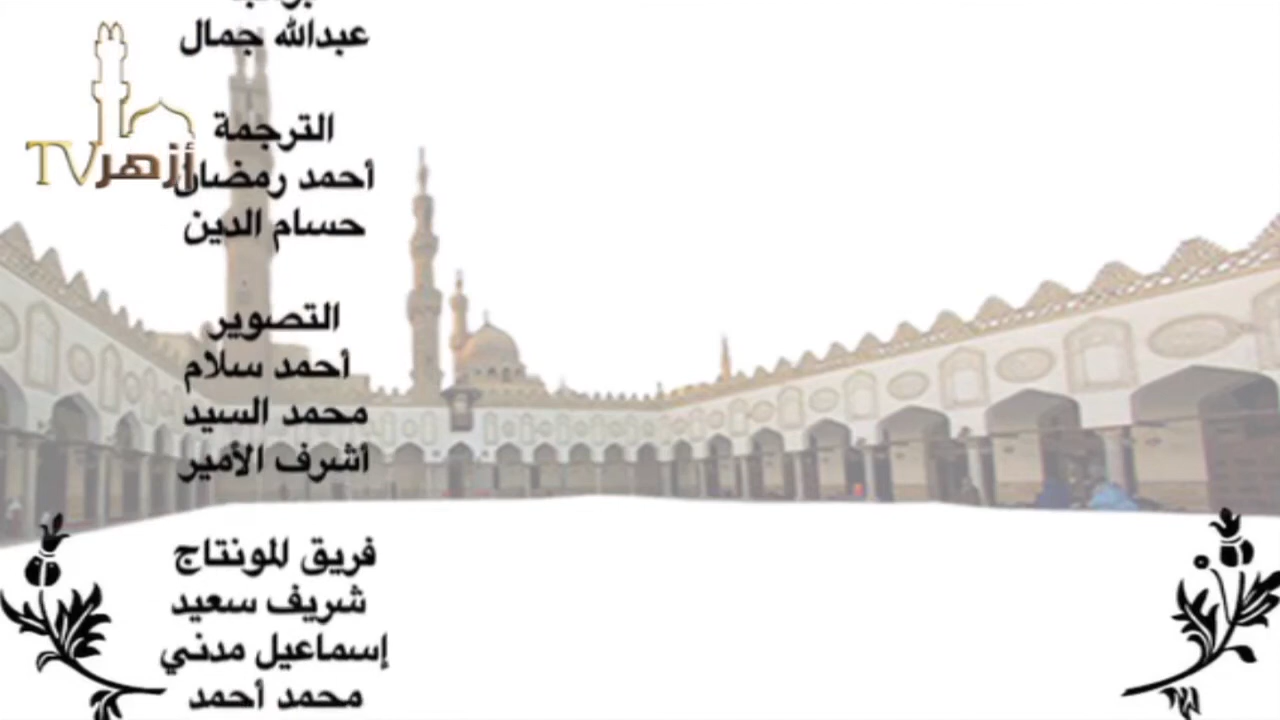 عبدالله جمال
الترجمة
أزهر TV
أحمد رمضان
حسام الدين
التصوير
أحمد سلام
محمد السيد
أشرف الأمير
فريق المونتاج
شريف سعيد
إسماعيل مدني
محمد أحمد